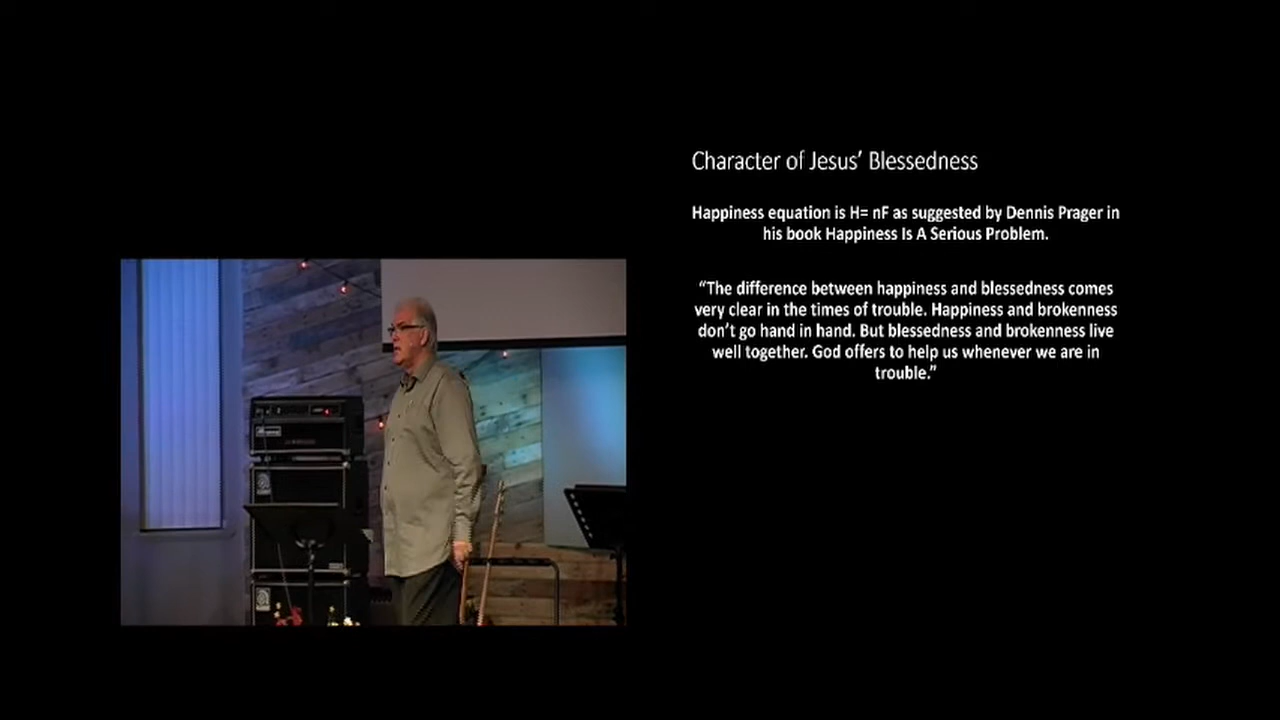 Character of Jesus’ Blessedness
Happiness equation is H= nF as suggested by Dennis Prager in
his book Happiness Is A Serious Problem.
“The difference between happiness and blessedness comes
very clear in the times of trouble. Happiness and brokenness
don’t go hand in hand. But blessedness and brokenness live
well together. God offers to help us whenever we are in
trouble.”